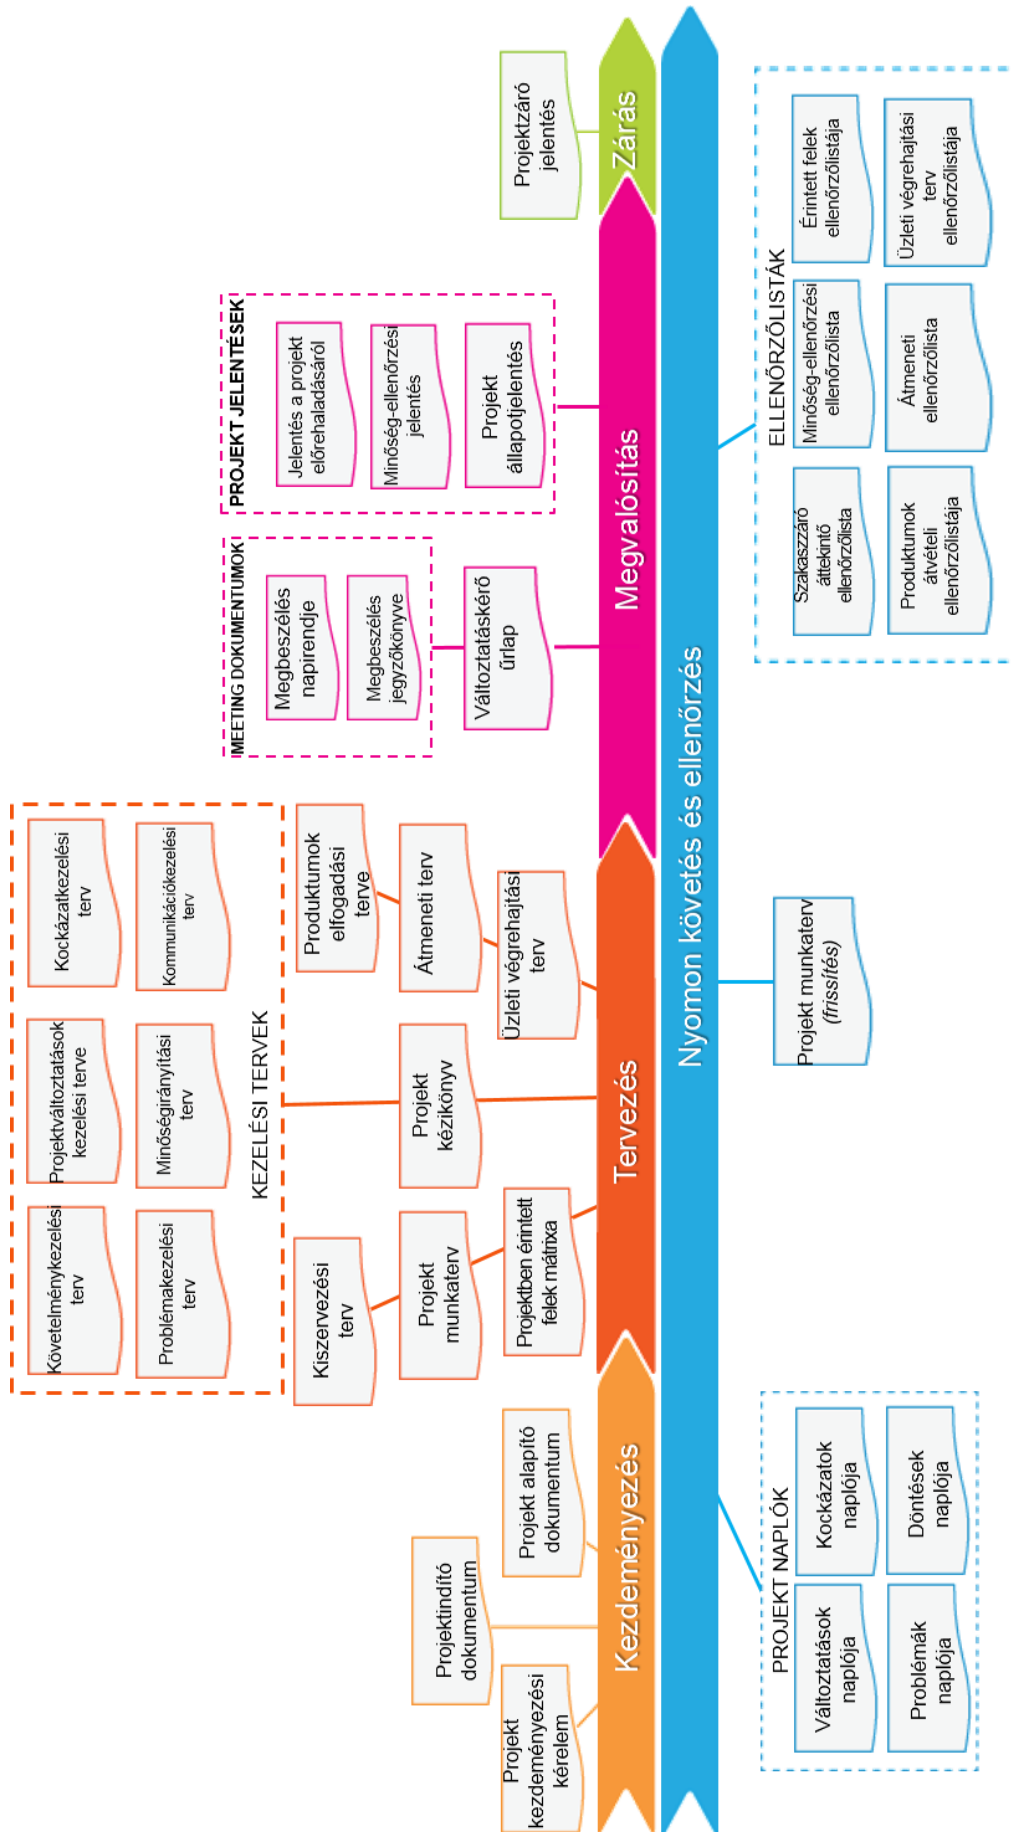 Kockázatkezelési
terv
Kommunikációkezelési
terv
Projektváltoztatások
kezelési terve
Minőségirányítási
terv
Követelménykezelési
terv
Problémakezelési
terv
KEZELÉSI TERVEK
Projekt
kezdeményezési
kérelem
Projektindító
dokumentum
Projekt alapító
dokumentum
Kiszervezési
terv
Projekt
munkaterv
Projektben érintett
felek mátrixa
Projekt
kézikönyv
Produktumok
elfogadási
terve
Átmeneti terv
Üzleti végrehajtási
terv
MEETING DOKUMENTUMOK
Megbeszélés
napirendje
Megbeszélés
jegyzőkönyve
Változtatáskérő
űrlap
PROJEKT JELENTÉSEK
Jelentés a projekt
előrehaladásáról
Minőség-ellenőrzési
jelentés
Projekt
állapotjelentés
Projektzáró
jelentés
Kezdeményezés
Tervezés
Megvalósítás
Zárás
Nyomon követés és ellenőrzés
PROJEKT NAPLÓK
Változtatások
naplója
Kockázatok
naplója
Problémák
naplója
Döntések
naplója
Projekt munkaterv
(frissítés)
ELLENŐRZŐLISTÁK
Szakaszzáró
áttekintő
ellenőrzőlista
Minőség-ellenőrzési
ellenőrzőlista
Érintett felek
ellenőrzőlistája
Produktumok
átvételi
ellenőrzőlistája
Átmeneti
ellenőrzőlista
Üzleti végrehajtási
terv
ellenőrzőlistája